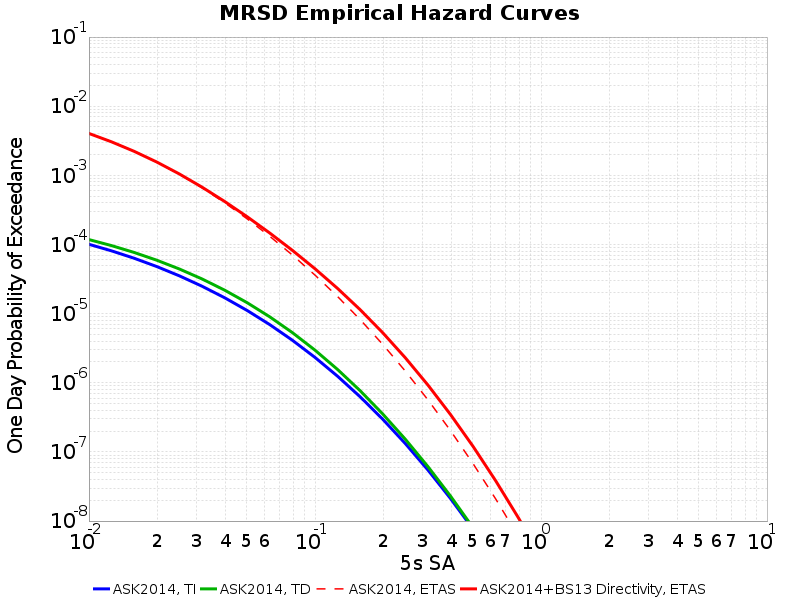 MRSD Empirical Hazard Curves
One Day Probability of Exceedance
10^-1
10^-2
10^-3
10^-4
10^-5
10^-6
10^-7
10^-8
10^-2 2 3 4 5 6 10^-1 2 3 4 5 6 7 10^0 2 3 4 5 6 7 10^1
5s SA
ASK2014, TI ASK2014, TD ASK2014, ETAS ASK2014+BS13 Directivity, ETAS